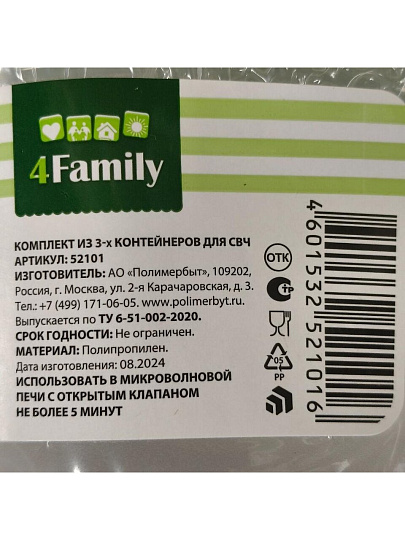 4Family
КОМПЛЕКТ ИЗ 3-х КОНТЕЙНЕРОВ ДЛЯ СВЧ
АРТИКУЛ: 52101
ИЗГОТОВИТЕЛЬ: АО «Полимербыт», 109202,
Россия, г. Москва, ул. 2-я Карачаровская, д. 3.
Тел.: +7 (499) 171-06-05. www.polimerbyt.ru
Выпускается по ТУ 6-51-002-2020.
СРОК ГОДНОСТИ: Не ограничен.
МАТЕРИАЛ: Полипропилен.
Дата изготовления: 08.2024
ИСПОЛЬЗОВАТЬ В МИКРОВОЛНОВОЙ
ПЕЧИ С ОТКРЫТЫМ КЛАПАНОМ
НЕ БОЛЕЕ 5 МИНУТ
ОТК
СТР
05
PP
4601532521016